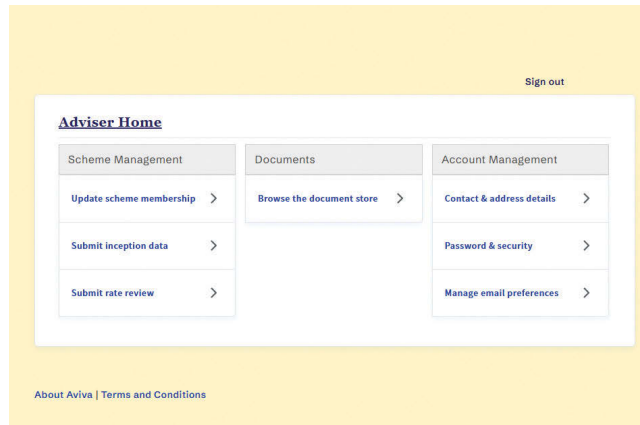 Sign out
Adviser Home
Scheme Management
Update scheme membership
Submit inception data
Submit rate review
Documents
Browse the document store
Account Management
Contact & address details
Password & security
Manage email preferences
About Aviva | Terms and Conditions